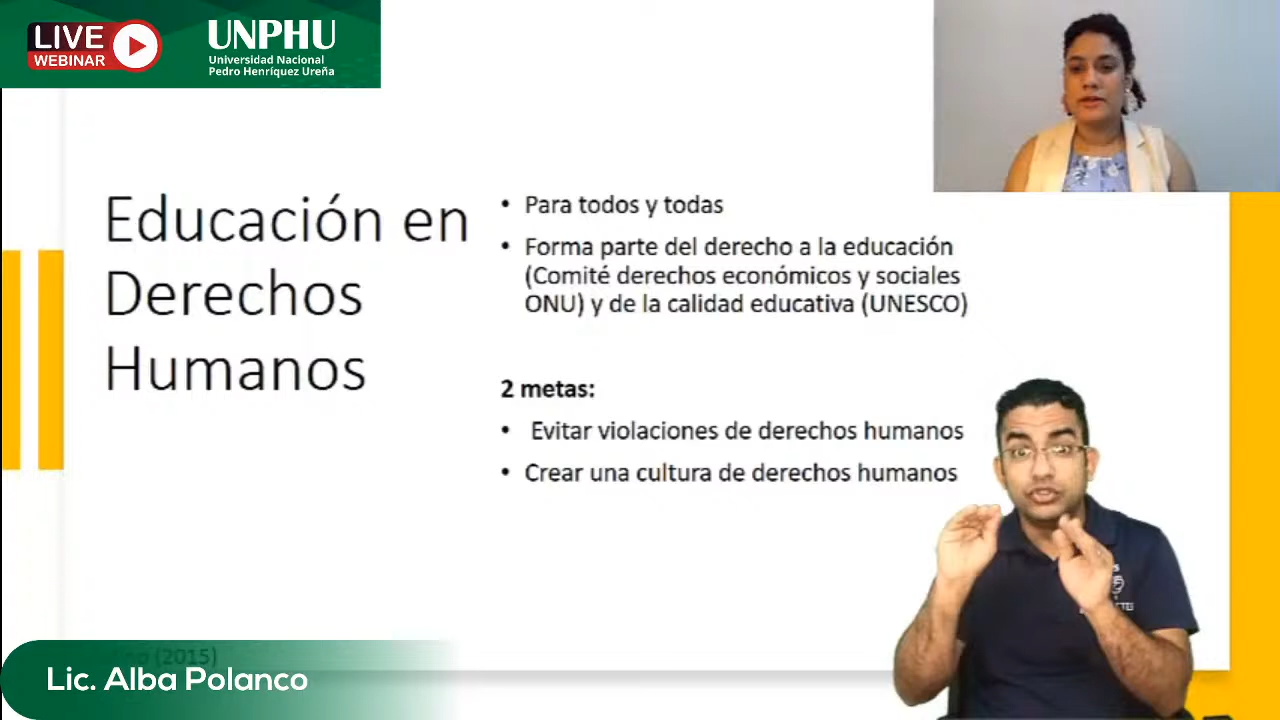 LIVE
WEBINAR
UNPHU
Universidad Nacional
Pedro Henríquez Ureña
Educación en
Derechos
Humanos
• Para todos y todas
• Forma parte del derecho a la educación
(Comité derechos económicos y sociales
ONU) y de la calidad educativa (UNESCO)
2 metas:
• Evitar violaciones de derechos humanos
• Crear una cultura de derechos humanos
(2015)
Lic. Alba Polanco